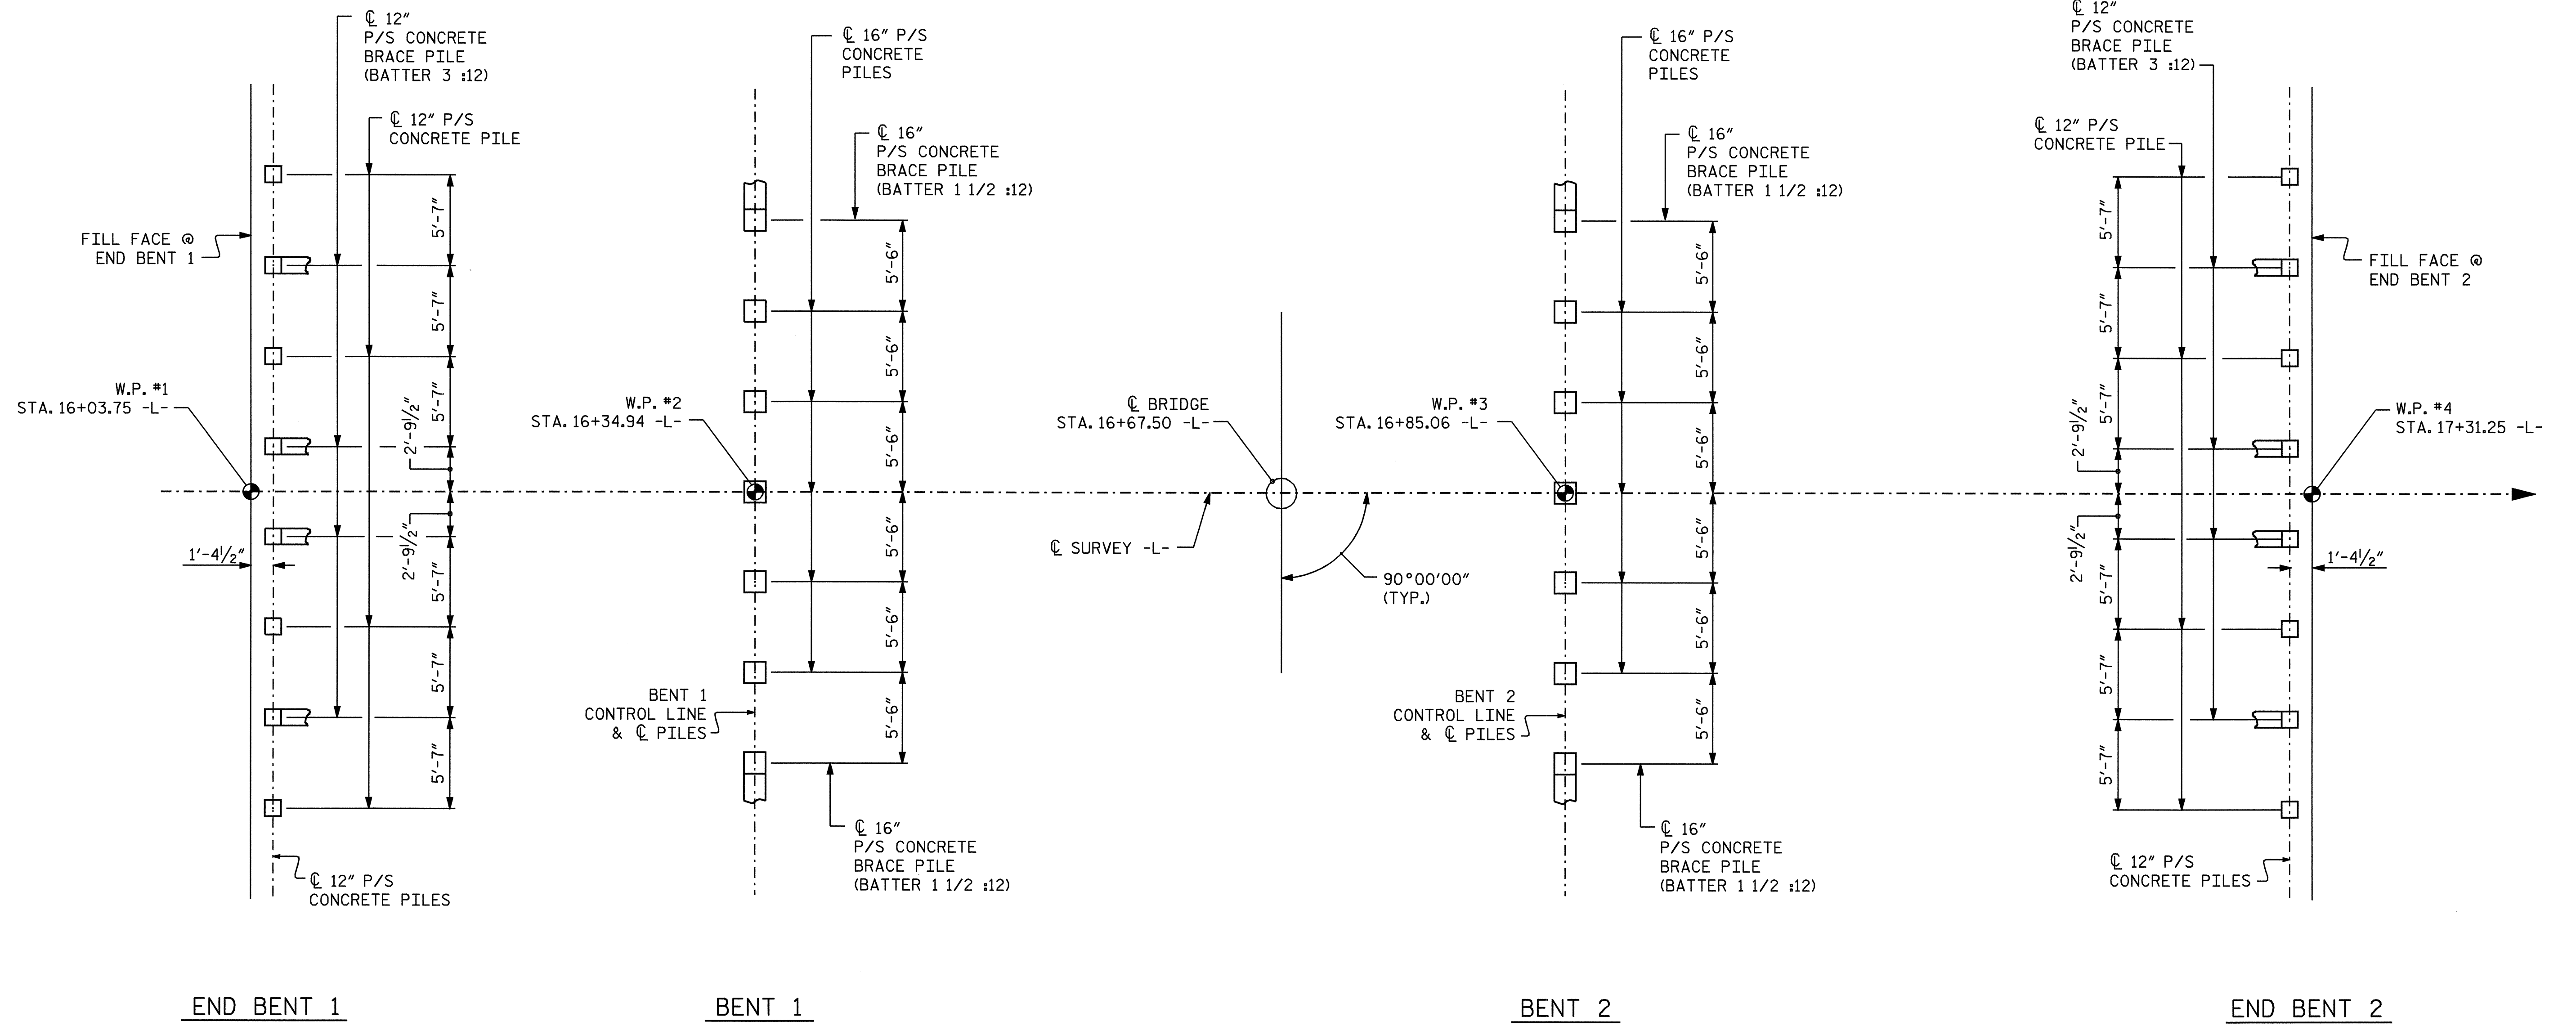 ℄ 12"
P/S CONCRETE
BRACE PILE
(BATTER 3 :12)
℄ 12" P/S
CONCRETE PILE
FILL FACE @
END BENT 1
W.P. #1
STA. 16+03.75 -L-
5'-7"
5'-7"
5'-7"
2'-9½"
2'-9½"
5'-7"
5'-7"
5'-7"
1'-4½"
℄ 12" P/S
CONCRETE PILES
END BENT 1
℄ 16" P/S
CONCRETE
PILES
℄ 16"
P/S CONCRETE
BRACE PILE
(BATTER 1 1/2 :12)
W.P. #2
STA. 16+34.94 -L-
5'-6"
5'-6"
5'-6"
5'-6"
5'-6"
5'-6"
BENT 1
CONTROL LINE
& ℄ PILES
℄ 16"
P/S CONCRETE
BRACE PILE
(BATTER 1 1/2 :12)
BENT 1
℄ BRIDGE
STA. 16+67.50 -L-
℄ SURVEY -L-
90°00'00"
(TYP.)
℄ 16" P/S
CONCRETE
PILES
℄ 16"
P/S CONCRETE
BRACE PILE
(BATTER 1 1/2 :12)
W.P. #3
STA. 16+85.06 -L-
5'-6"
5'-6"
5'-6"
5'-6"
5'-6"
5'-6"
BENT 2
CONTROL LINE
& ℄ PILES
℄ 16"
P/S CONCRETE
BRACE PILE
(BATTER 1 1/2 :12)
BENT 2
℄ 12"
P/S CONCRETE
BRACE PILE
(BATTER 3 :12)
℄ 12" P/S
CONCRETE PILE
FILL FACE @
END BENT 2
W.P. #4
STA. 17+31.25 -L-
5'-7"
5'-7"
5'-7"
2'-9½"
2'-9½"
5'-7"
5'-7"
5'-7"
1'-4½"
℄ 12" P/S
CONCRETE PILES
END BENT 2